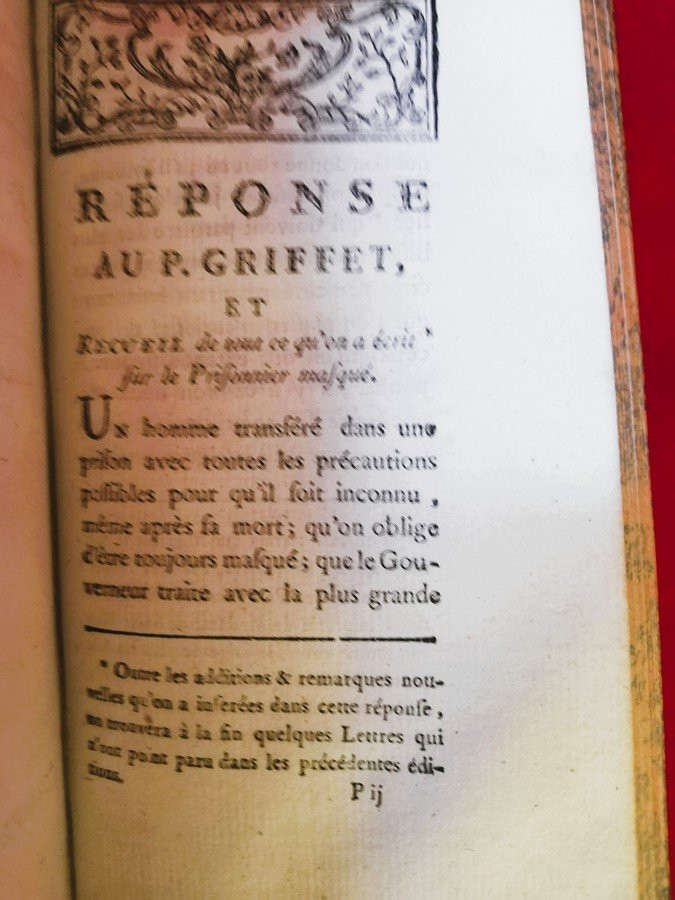 RÉPONSE
AU P. GRIFFET,
ET
RECUEIL de tout ce qu'on a écrit *
ſur le Priſonnier maſqué.
UN homme transféré dans une
priſon avec toutes les précautions
poſſibles pour qu'il ſoit inconnu,
même après ſa mort; qu'on oblige
d'être toujours maſqué; que le Gou-
verneur traite avec la plus grande
* Outre les additions & remarques nou-
velles qu'on a inſerées dans cette réponſe,
on trouvera à la fin quelques Lettres qui
n'ont point paru dans les précédentes édi-
tions.
P ij